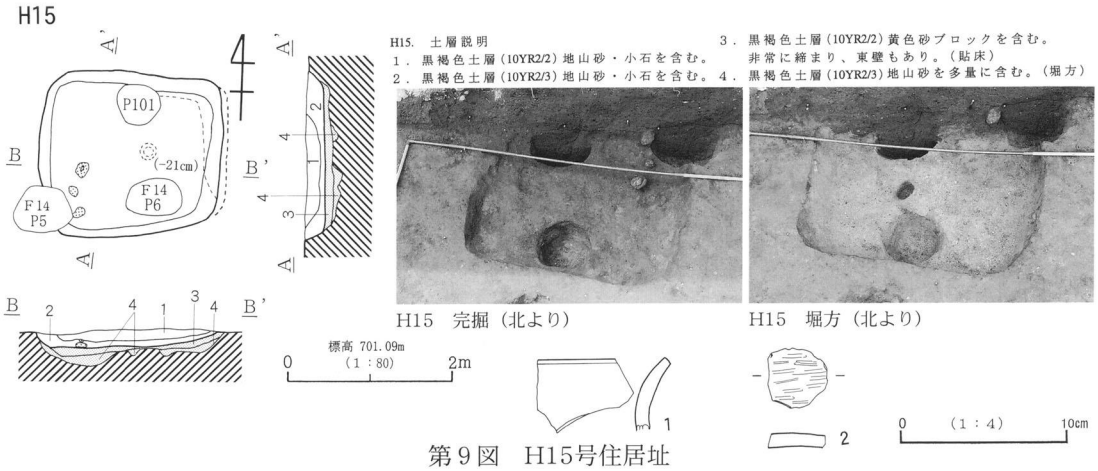 H15
A'
P101
B
(-21cm)
B'
F14
P5
F14
P6
A
A'
2
4
1
4
3
A
B
2
4
1
3
4
B'
H15. 土層説明
1. 黒褐色土層(10YR2/2)地山砂・小石を含む。
2. 黒褐色土層(10YR2/3)地山砂・小石を含む。
3. 黒褐色土層(10YR2/2)黄色砂ブロックを含む。
非常に締まり、東壁もあり。(貼床)
4. 黒褐色土層(10YR2/3)地山砂を多量に含む。(堀方)
H15 完掘(北より)
H15 堀方(北より)
標高 701.09m
0 (1:80) 2m
1
2
0 (1:4) 10cm
第9図 H15号住居址